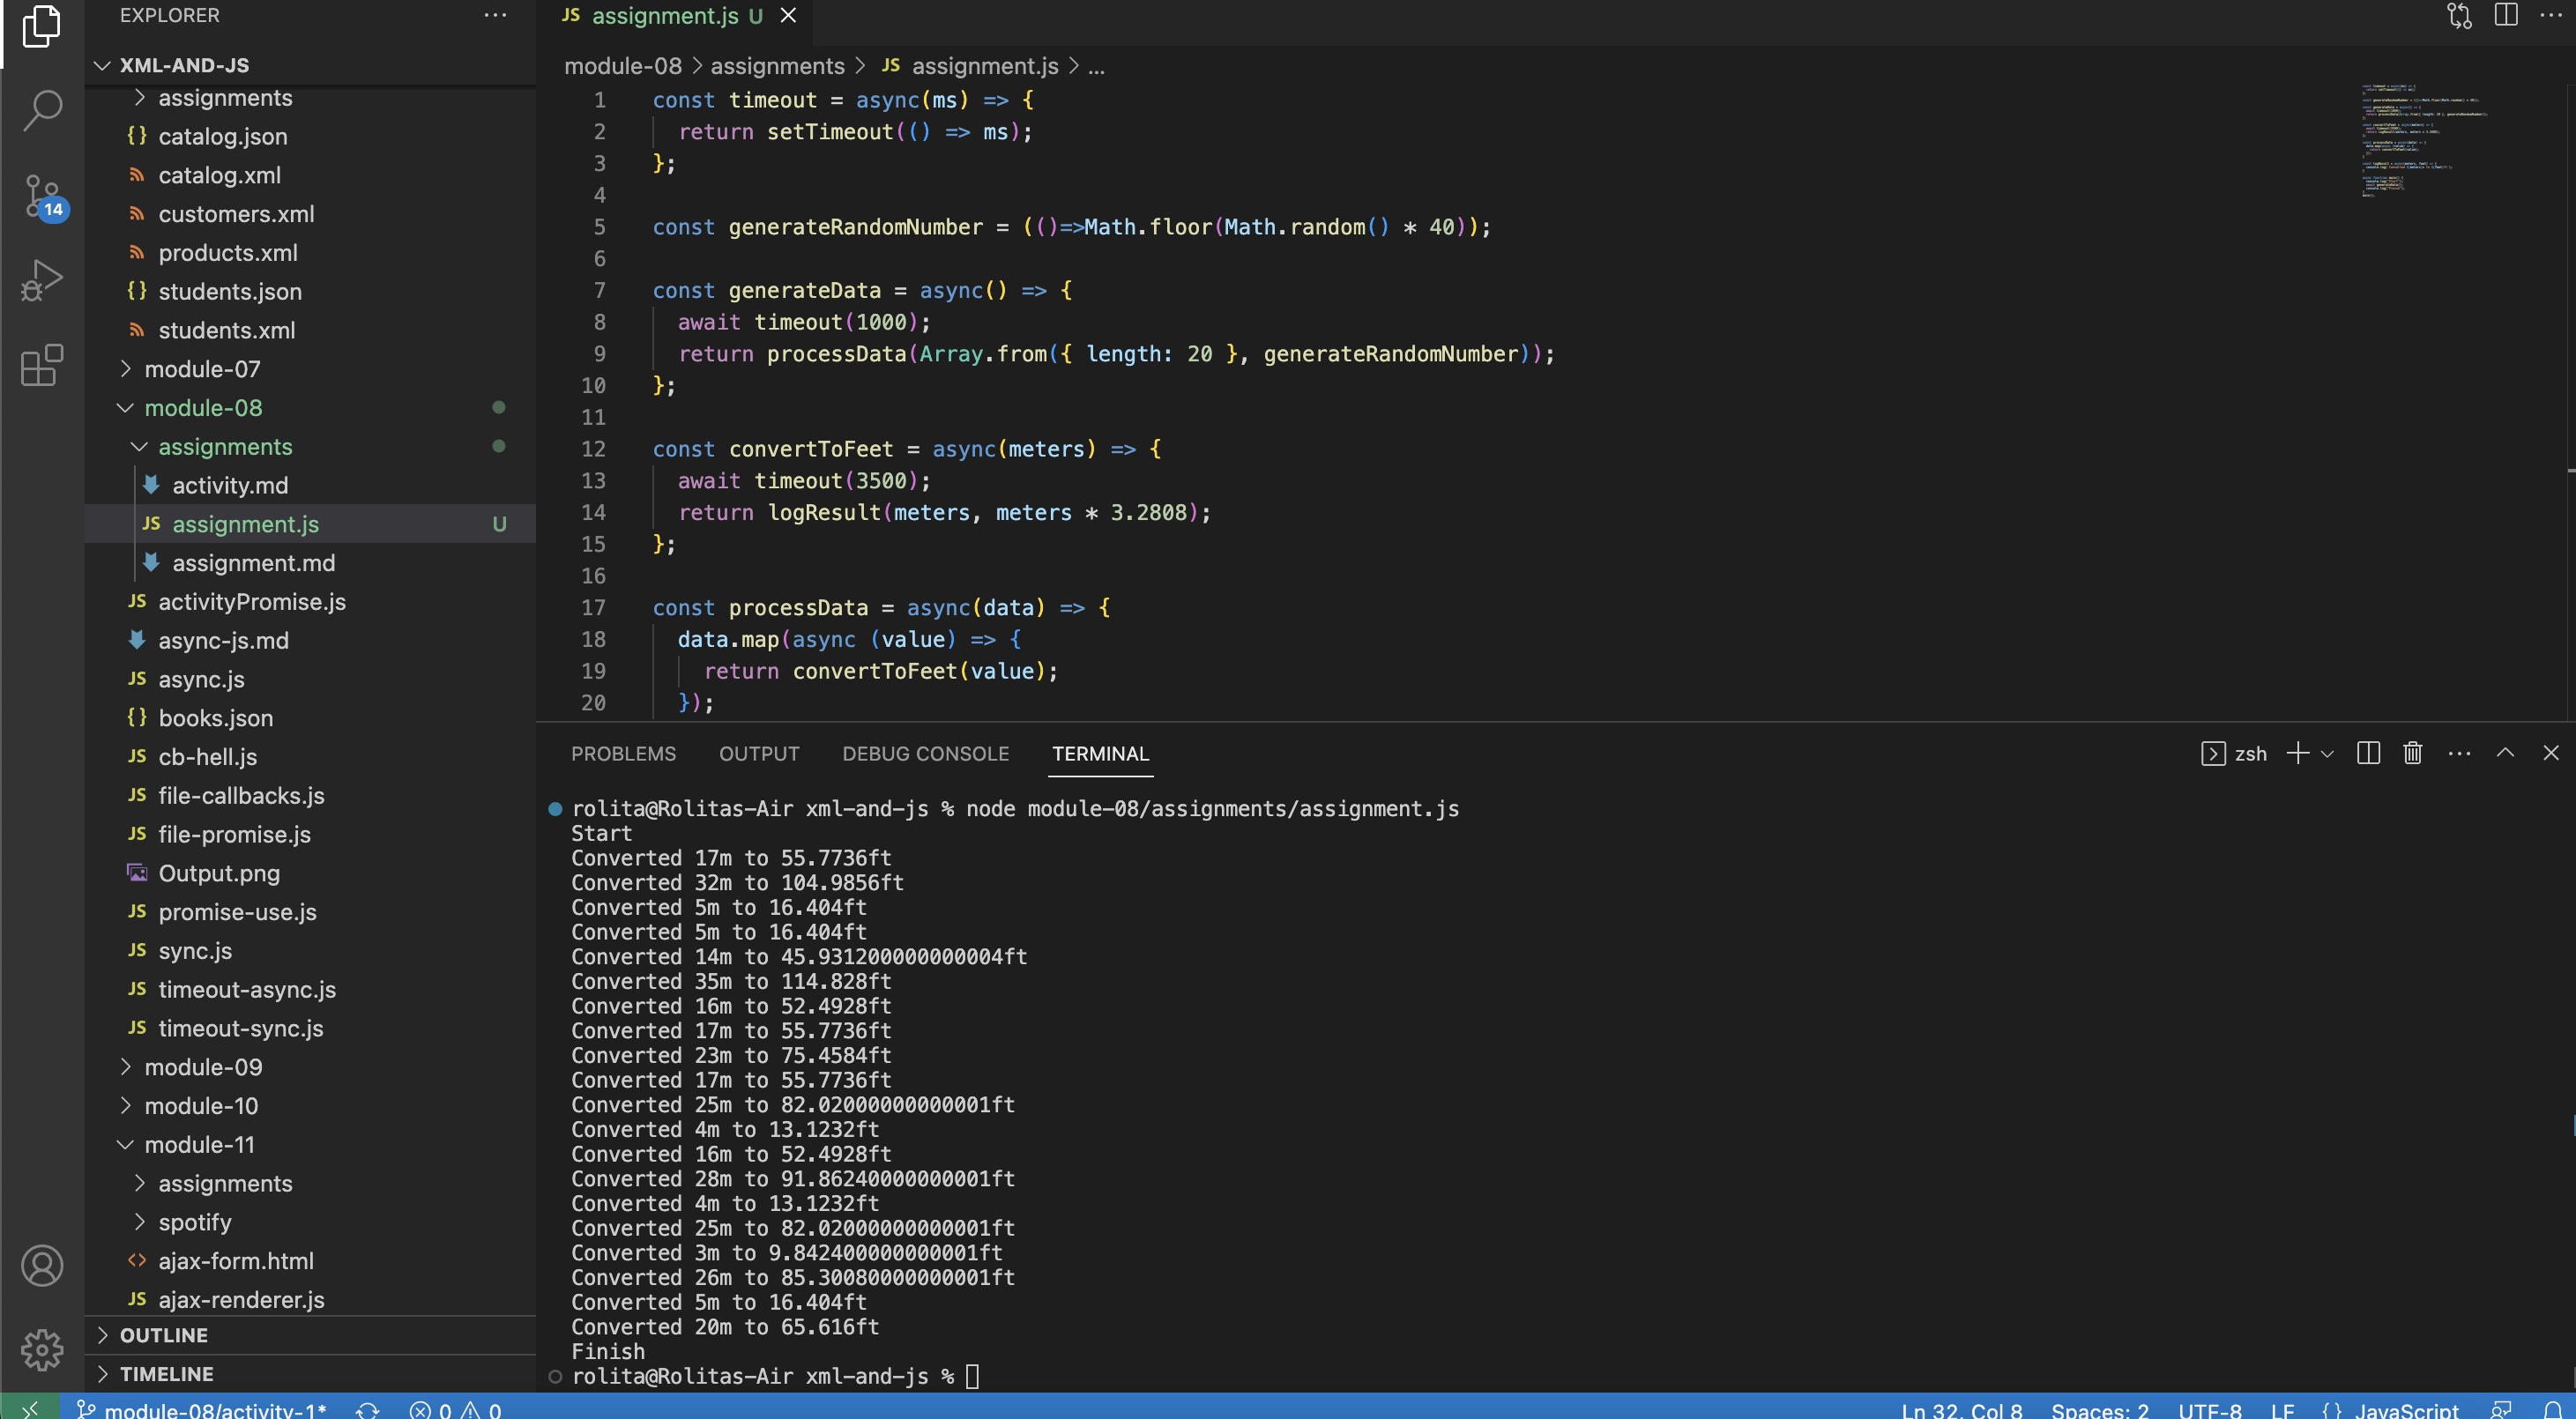 EXPLORER
XML-AND-JS
assignments
catalog.json
catalog.xml
customers.xml
products.xml
students.json
students.xml
module-07
module-08
assignments
activity.md
assignment.js U
assignment.md
activityPromise.js
async-js.md
async.js
books.json
cb-hell.js
file-callbacks.js
file-promise.js
Output.png
promise-use.js
sync.js
timeout-async.js
timeout-sync.js
module-09
module-10
module-11
assignments
spotify
ajax-form.html
ajax-renderer.js
OUTLINE
TIMELINE
14
JS assignment.js U
module-08 > assignments > JS assignment.js > ...
1 const timeout = async(ms) => {
2 return setTimeout(() => ms);
3 };
4
5 const generateRandomNumber = (()=>Math.floor(Math.random() * 40));
6
7 const generateData = async() => {
8 await timeout(1000);
9 return processData(Array.from({ length: 20 }, generateRandomNumber));
10 };
11
12 const convertToFeet = async(meters) => {
13 await timeout(3500);
14 return logResult(meters, meters * 3.2808);
15 };
16
17 const processData = async(data) => {
18 data.map(async (value) => {
19 return convertToFeet(value);
20 });
PROBLEMS OUTPUT DEBUG CONSOLE TERMINAL
zsh
rolita@Rolitas-Air xml-and-js % node module-08/assignments/assignment.js
Start
Converted 17m to 55.7736ft
Converted 32m to 104.9856ft
Converted 5m to 16.404ft
Converted 5m to 16.404ft
Converted 14m to 45.931200000000004ft
Converted 35m to 114.828ft
Converted 16m to 52.4928ft
Converted 17m to 55.7736ft
Converted 23m to 75.4584ft
Converted 17m to 55.7736ft
Converted 25m to 82.02000000000001ft
Converted 4m to 13.1232ft
Converted 16m to 52.4928ft
Converted 28m to 91.86240000000001ft
Converted 4m to 13.1232ft
Converted 25m to 82.02000000000001ft
Converted 3m to 9.842400000000001ft
Converted 26m to 85.30080000000001ft
Converted 5m to 16.404ft
Converted 20m to 65.616ft
Finish
rolita@Rolitas-Air xml-and-js %
module-08/activity-1* 0 0 Ln 32, Col 8 Spaces: 2 UTF-8 LF {} JavaScript